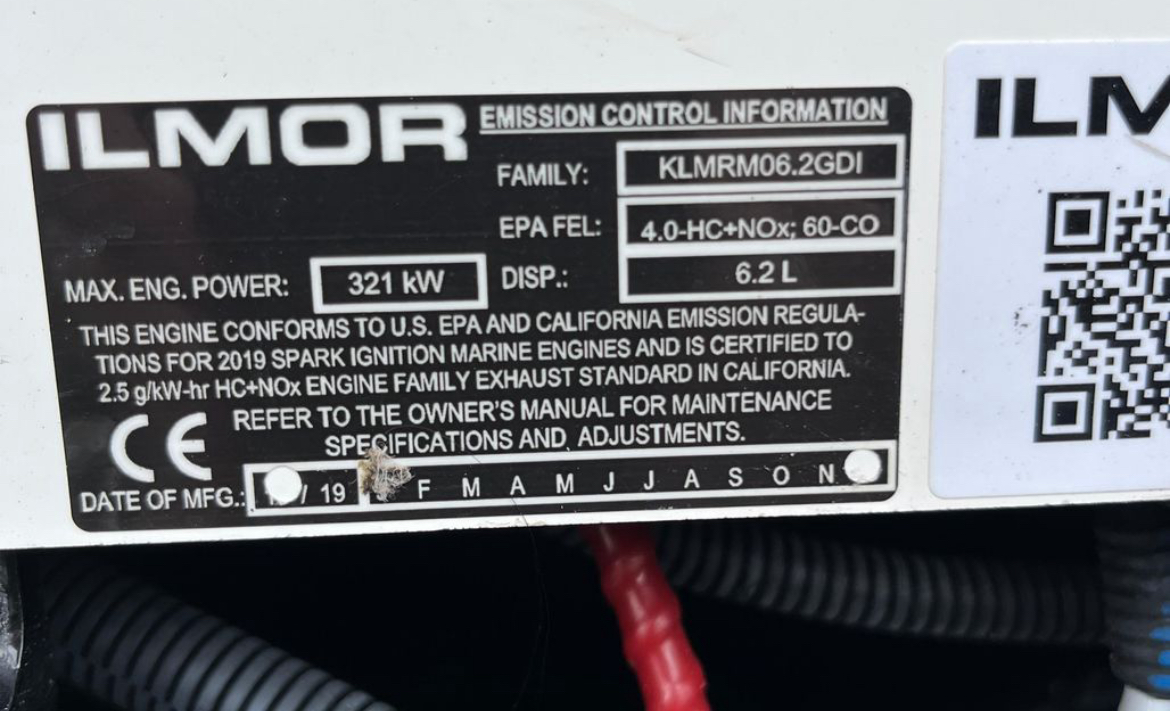 ILMOR EMISSION CONTROL INFORMATION
FAMILY: KLMRM06.2GDI
EPA FEL: 4.0-HC+NOx; 60-CO
MAX. ENG. POWER: 321 kW DISP.: 6.2 L
THIS ENGINE CONFORMS TO U.S. EPA AND CALIFORNIA EMISSION REGULA-
TIONS FOR 2019 SPARK IGNITION MARINE ENGINES AND IS CERTIFIED TO
2.5 g/kW-hr HC+NOx ENGINE FAMILY EXHAUST STANDARD IN CALIFORNIA.
REFER TO THE OWNER'S MANUAL FOR MAINTENANCE
SPECIFICATIONS AND ADJUSTMENTS.
CE
DATE OF MFG.: / 19 F M A M J J A S O N
ILM